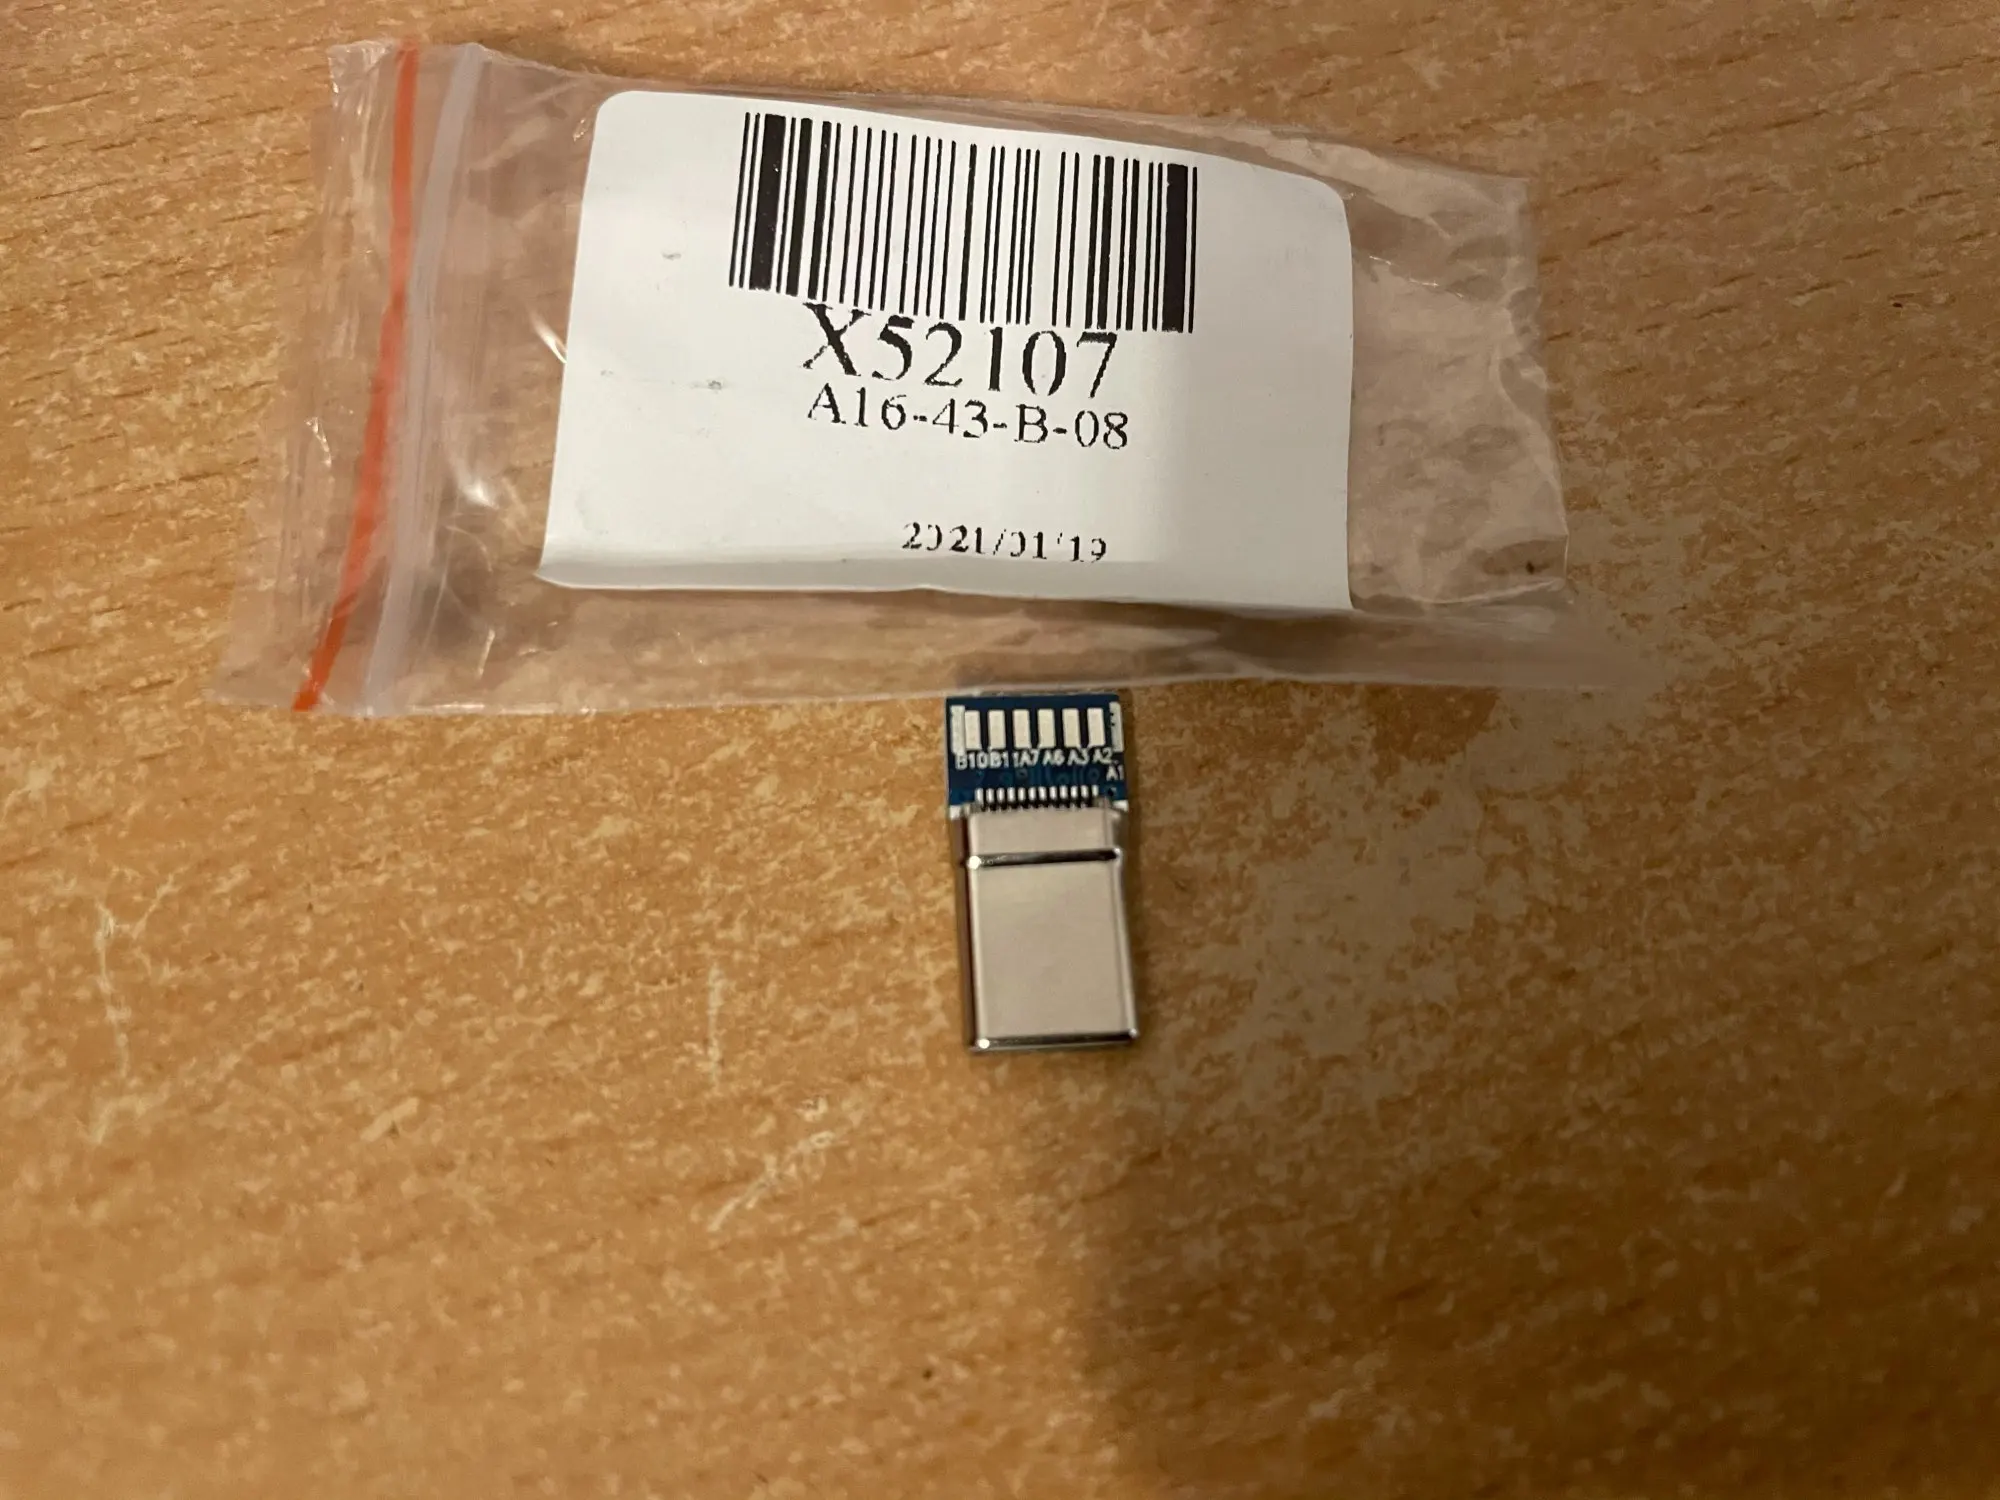 X52107
A16-43-B-08
2021/01/19
B10 B11 A7 A6 A3 A2
A1